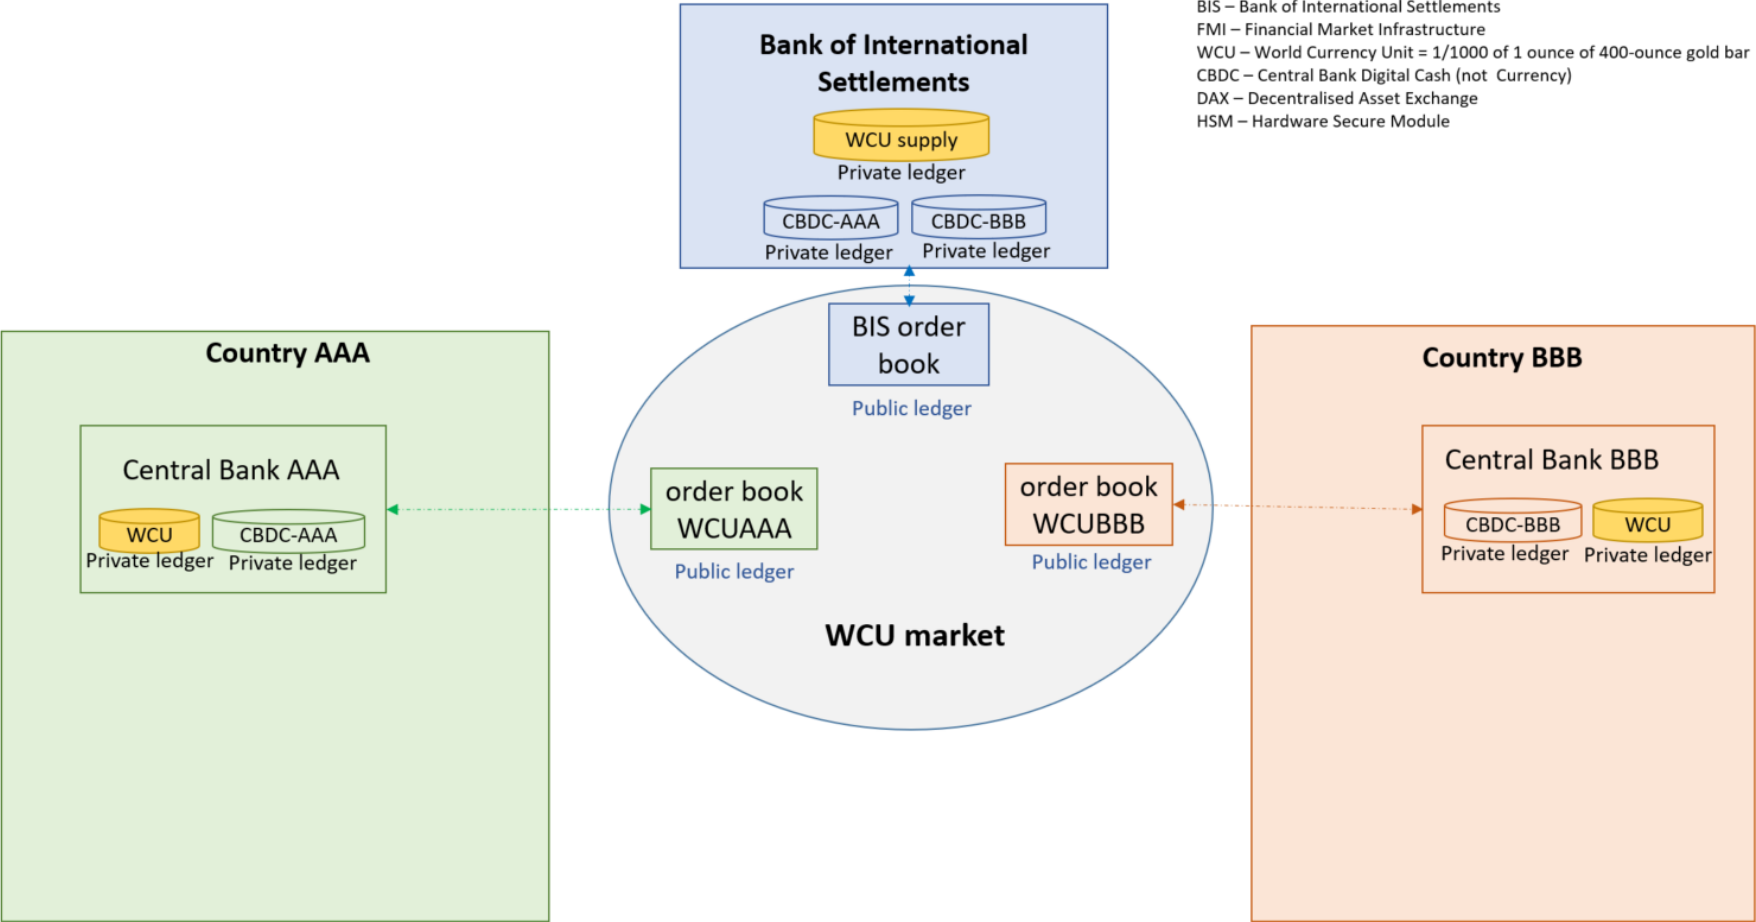 BIS – Bank of International Settlements
FMI – Financial Market Infrastructure
WCU – World Currency Unit = 1/1000 of 1 ounce of 400-ounce gold bar
CBDC – Central Bank Digital Cash (not Currency)
DAX – Decentralised Asset Exchange
HSM – Hardware Secure Module
Bank of International
Settlements
WCU supply
Private ledger
CBDC-AAA
CBDC-BBB
Private ledger
Private ledger
BIS order
book
Public ledger
Country AAA
Central Bank AAA
WCU
CBDC-AAA
Private ledger
Private ledger
order book
WCUAAA
Public ledger
order book
WCUBBB
Public ledger
WCU market
Country BBB
Central Bank BBB
CBDC-BBB
WCU
Private ledger
Private ledger